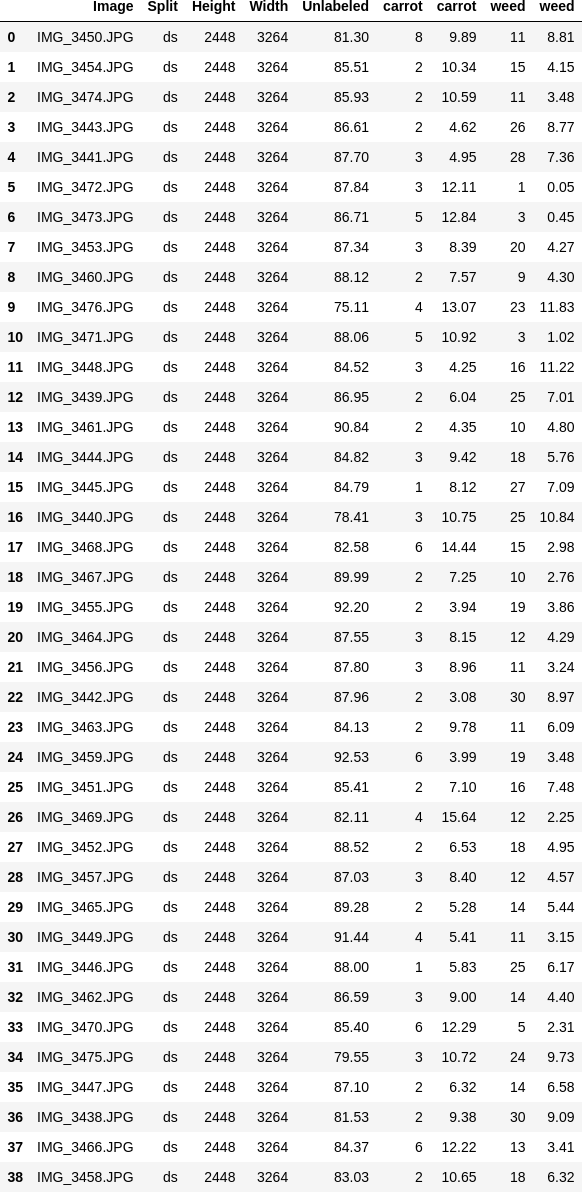 Image Split Height Width Unlabeled carrot carrot weed weed
0 IMG_3450.JPG ds 2448 3264 81.30 8 9.89 11 8.81
1 IMG_3454.JPG ds 2448 3264 85.51 2 10.34 15 4.15
2 IMG_3474.JPG ds 2448 3264 85.93 2 10.59 11 3.48
3 IMG_3443.JPG ds 2448 3264 86.61 2 4.62 26 8.77
4 IMG_3441.JPG ds 2448 3264 87.70 3 4.95 28 7.36
5 IMG_3472.JPG ds 2448 3264 87.84 3 12.11 1 0.05
6 IMG_3473.JPG ds 2448 3264 86.71 5 12.84 3 0.45
7 IMG_3453.JPG ds 2448 3264 87.34 3 8.39 20 4.27
8 IMG_3460.JPG ds 2448 3264 88.12 2 7.57 9 4.30
9 IMG_3476.JPG ds 2448 3264 75.11 4 13.07 23 11.83
10 IMG_3471.JPG ds 2448 3264 88.06 5 10.92 3 1.02
11 IMG_3448.JPG ds 2448 3264 84.52 3 4.25 16 11.22
12 IMG_3439.JPG ds 2448 3264 86.95 2 6.04 25 7.01
13 IMG_3461.JPG ds 2448 3264 90.84 2 4.35 10 4.80
14 IMG_3444.JPG ds 2448 3264 84.82 3 9.42 18 5.76
15 IMG_3445.JPG ds 2448 3264 84.79 1 8.12 27 7.09
16 IMG_3440.JPG ds 2448 3264 78.41 3 10.75 25 10.84
17 IMG_3468.JPG ds 2448 3264 82.58 6 14.44 15 2.98
18 IMG_3467.JPG ds 2448 3264 89.99 2 7.25 10 2.76
19 IMG_3455.JPG ds 2448 3264 92.20 2 3.94 19 3.86
20 IMG_3464.JPG ds 2448 3264 87.55 3 8.15 12 4.29
21 IMG_3456.JPG ds 2448 3264 87.80 3 8.96 11 3.24
22 IMG_3442.JPG ds 2448 3264 87.96 2 3.08 30 8.97
23 IMG_3463.JPG ds 2448 3264 84.13 2 9.78 11 6.09
24 IMG_3459.JPG ds 2448 3264 92.53 6 3.99 19 3.48
25 IMG_3451.JPG ds 2448 3264 85.41 2 7.10 16 7.48
26 IMG_3469.JPG ds 2448 3264 82.11 4 15.64 12 2.25
27 IMG_3452.JPG ds 2448 3264 88.52 2 6.53 18 4.95
28 IMG_3457.JPG ds 2448 3264 87.03 3 8.40 12 4.57
29 IMG_3465.JPG ds 2448 3264 89.28 2 5.28 14 5.44
30 IMG_3449.JPG ds 2448 3264 91.44 4 5.41 11 3.15
31 IMG_3446.JPG ds 2448 3264 88.00 1 5.83 25 6.17
32 IMG_3462.JPG ds 2448 3264 86.59 3 9.00 14 4.40
33 IMG_3470.JPG ds 2448 3264 85.40 6 12.29 5 2.31
34 IMG_3475.JPG ds 2448 3264 79.55 3 10.72 24 9.73
35 IMG_3447.JPG ds 2448 3264 87.10 2 6.32 14 6.58
36 IMG_3438.JPG ds 2448 3264 81.53 2 9.38 30 9.09
37 IMG_3466.JPG ds 2448 3264 84.37 6 12.22 13 3.41
38 IMG_3458.JPG ds 2448 3264 83.03 2 10.65 18 6.32